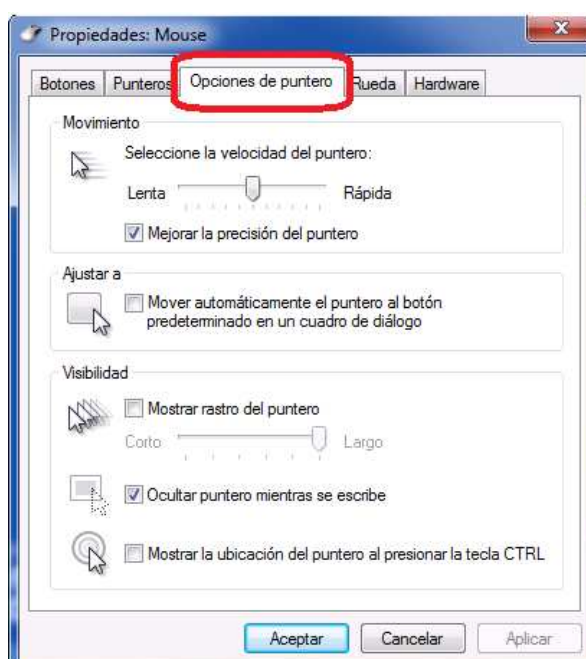 Propiedades: Mouse
Botones Punteros Opciones de puntero Rueda Hardware
Movimiento
Seleccione la velocidad del puntero:
Lenta Rápida
Mejorar la precisión del puntero
Ajustar a
Mover automáticamente el puntero al botón
predeterminado en un cuadro de diálogo
Visibilidad
Mostrar rastro del puntero
Corto Largo
Ocultar puntero mientras se escribe
Mostrar la ubicación del puntero al presionar la tecla CTRL
Aceptar Cancelar Aplicar